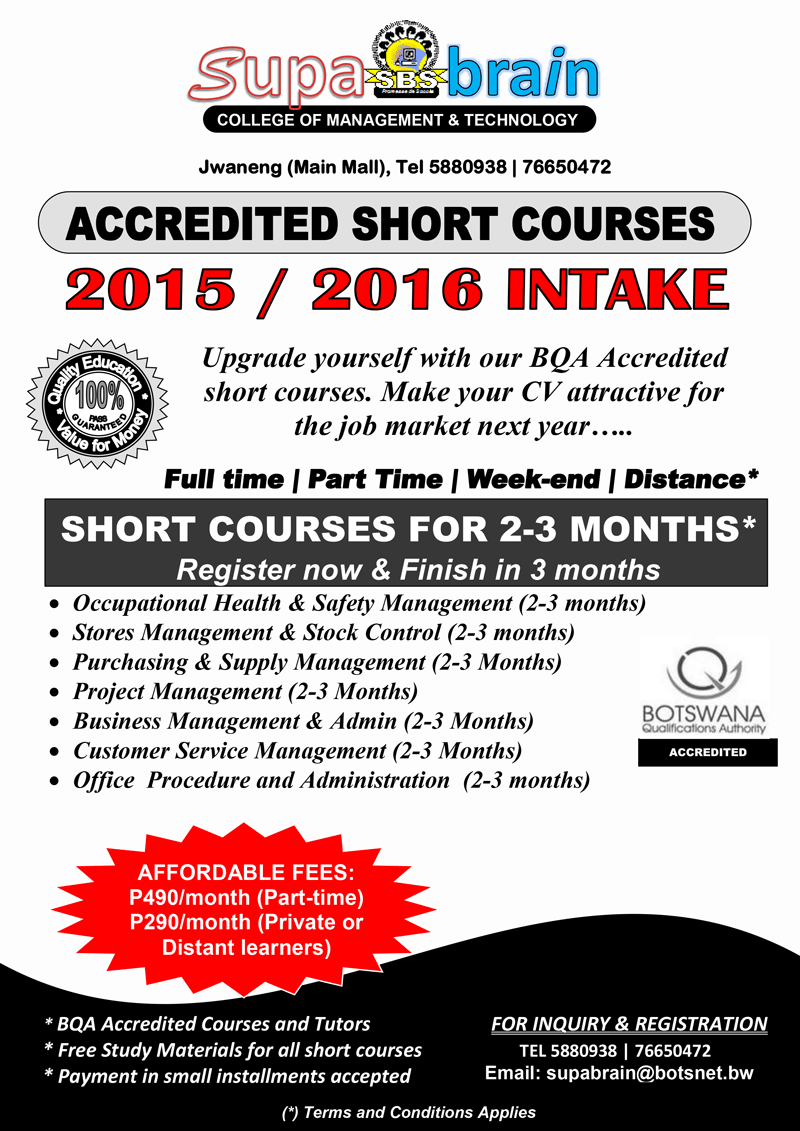 Supa brain
SBS
COLLEGE OF MANAGEMENT & TECHNOLOGY
Jwaneng (Main Mall), Tel 5880938 | 76650472
ACCREDITED SHORT COURSES
2015 / 2016 INTAKE
Quality Education
100%
PASS
GUARANTEED
* Value for Money *
Upgrade yourself with our BQA Accredited
short courses. Make your CV attractive for
the job market next year…..
Full time | Part Time | Week-end | Distance*
SHORT COURSES FOR 2-3 MONTHS*
Register now & Finish in 3 months
• Occupational Health & Safety Management (2-3 months)
• Stores Management & Stock Control (2-3 months)
• Purchasing & Supply Management (2-3 Months)
• Project Management (2-3 Months)
• Business Management & Admin (2-3 Months)
• Customer Service Management (2-3 Months)
• Office Procedure and Administration (2-3 months)
BOTSWANA
Qualifications Authority
ACCREDITED
AFFORDABLE FEES:
P490/month (Part-time)
P290/month (Private or
Distant learners)
* BQA Accredited Courses and Tutors
* Free Study Materials for all short courses
* Payment in small installments accepted
FOR INQUIRY & REGISTRATION
TEL 5880938 | 76650472
Email: supabrain@botsnet.bw
(*) Terms and Conditions Applies